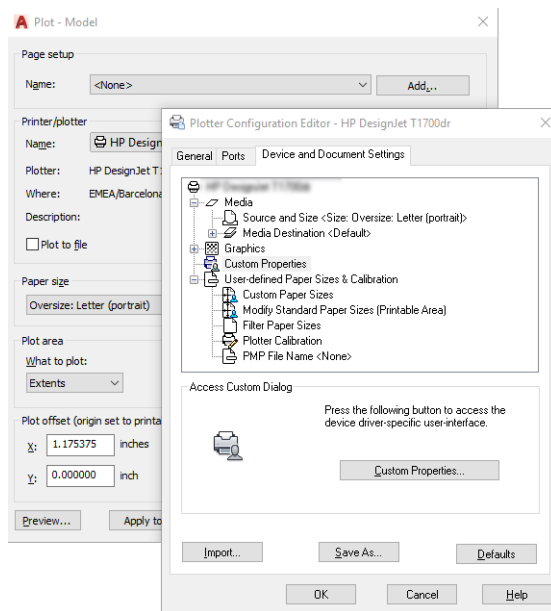 Plot - Model
Page setup
Name: <None> Add...
Printer/plotter
Name: HP Design
Plotter: HP DesignJet T1
Where: EMEA/Barcelona
Description:
Plot to file
Paper size
Oversize: Letter (portrait)
Plot area
What to plot:
Extents
Plot offset (origin set to printa
X: 1.175375 inches
Y: 0.000000 inch
Preview... Apply to
Plotter Configuration Editor - HP DesignJet T1700dr
General Ports Device and Document Settings
HP DesignJet T1700dr
Media
Source and Size <Size: Oversize: Letter (portrait)>
Media Destination <Default>
Graphics
Custom Properties
User-defined Paper Sizes & Calibration
Custom Paper Sizes
Modify Standard Paper Sizes (Printable Area)
Filter Paper Sizes
Plotter Calibration
PMP File Name <None>
Access Custom Dialog
Press the following button to access the
device driver-specific user-interface.
Custom Properties...
Import... Save As... Defaults
OK Cancel Help